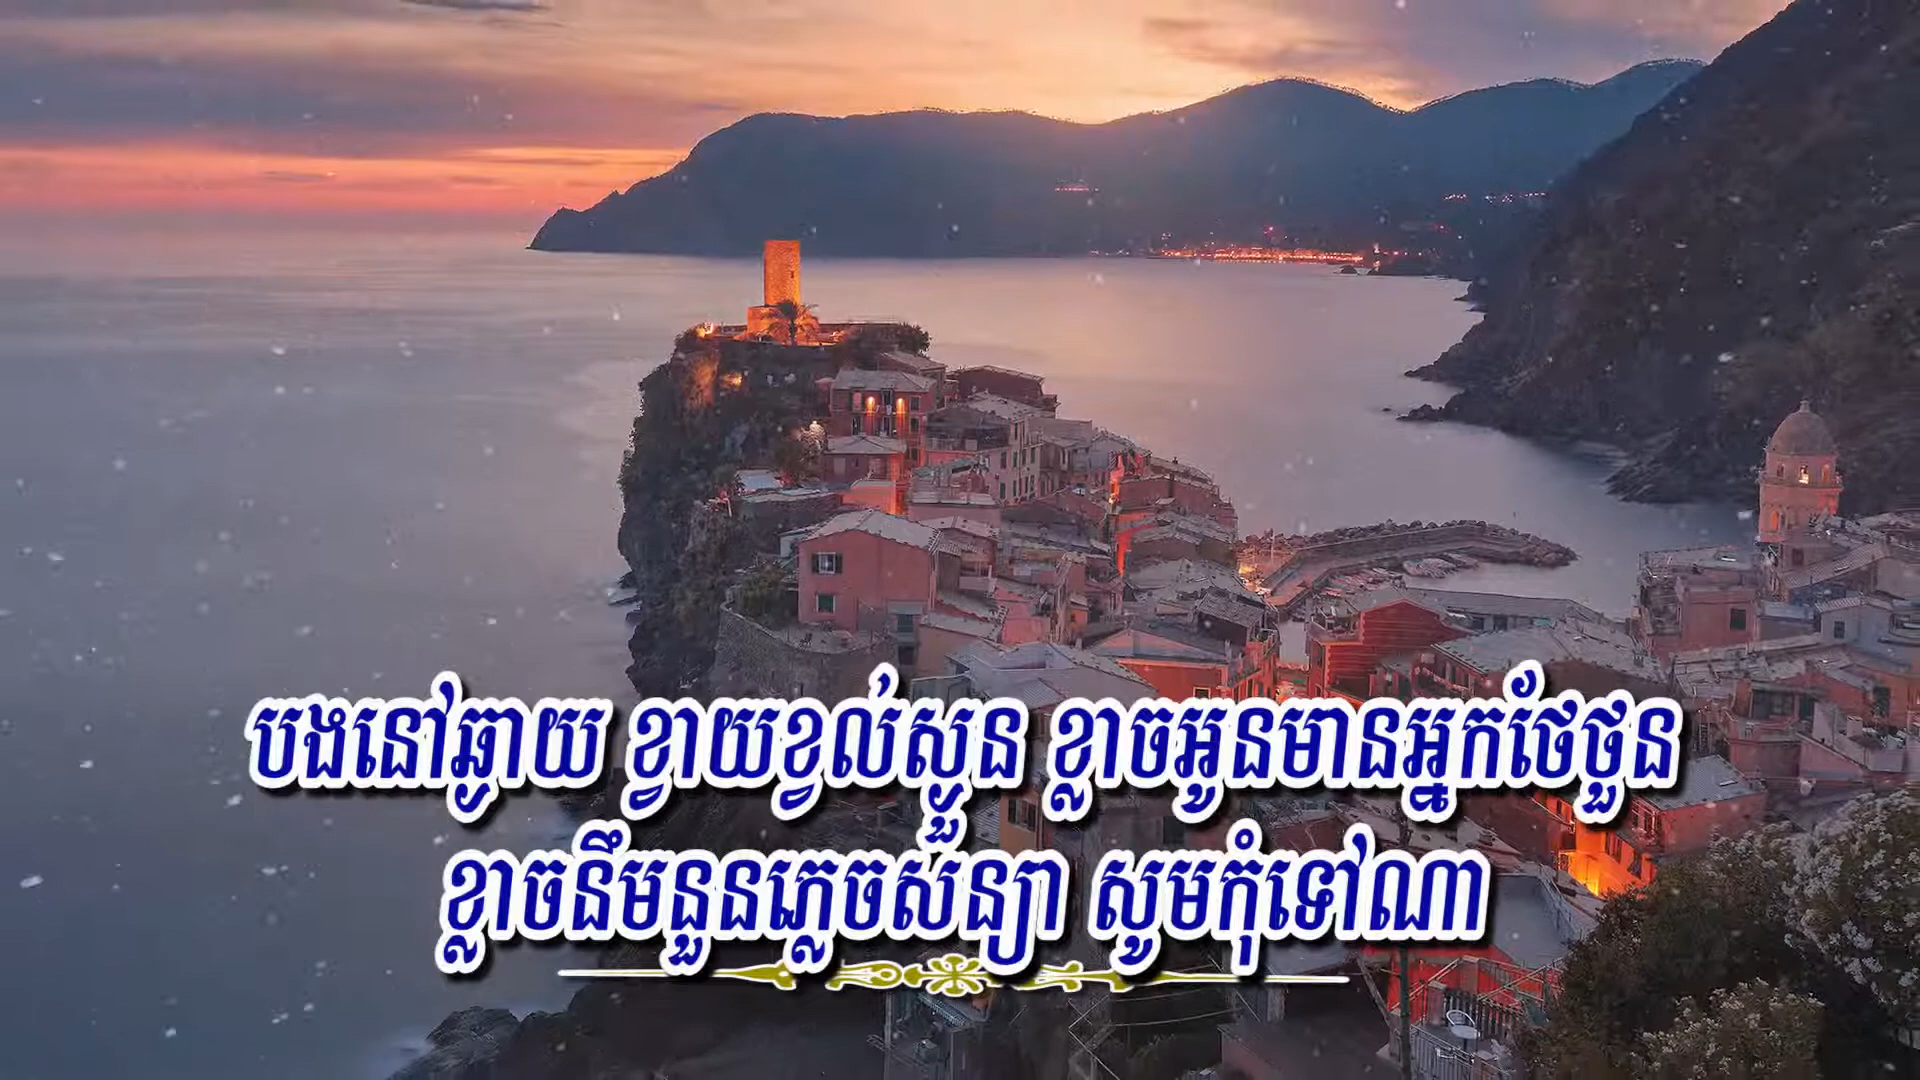 បងនៅឆ្ងាយ ខ្វាយខ្វល់ស្ងួន ខ្លាចអូនមានអ្នកថែថួន
ខ្លាចនឹមនួនភ្លេចសន្យា សូមកុំទៅណា